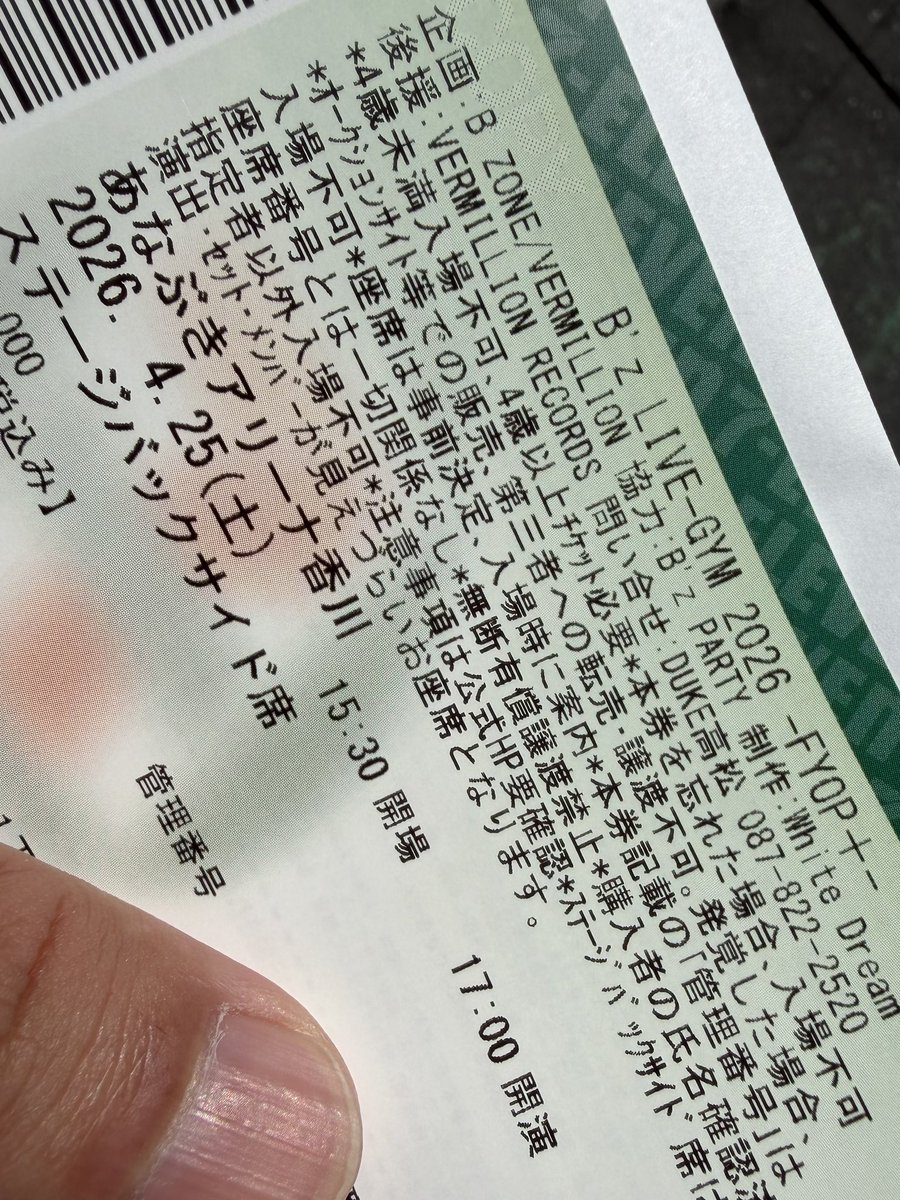 B'z LIVE-GYM 2026 -FYOP+-
企画:B ZONE/VERMILLION 協力:B'z PARTY 制作:White Dream
後援:VERMILLION RECORDS 問い合せ:DUKE高松 087-822-2520
*4歳未満入場不可、4歳以上ﾁｹｯﾄ必要*本券を忘れた場合、入場不可
*ｵｰｸｼｮﾝｻｲﾄ等での販売、第三者への転売・譲渡不可。発覚した場合、
入場不可*座席は事前決定、入場時に案内*本券記載の「管理番号」は
座席番号とは一切関係なし*無断有償譲渡禁止*購入者の氏名確認
指定者以外入場不可*注意事項は公式HP要確認*ｽﾃｰｼﾞﾊﾞｯｸｻｲﾄﾞ席は
演出・ｾｯﾄ・ﾒﾝﾊﾞｰが見えづらいお座席となります。
あなぶきアリーナ香川
2026. 4.25(土) 15:30 開場 17:00 開演
ステージバックサイド席
000
税込み】
管理番号